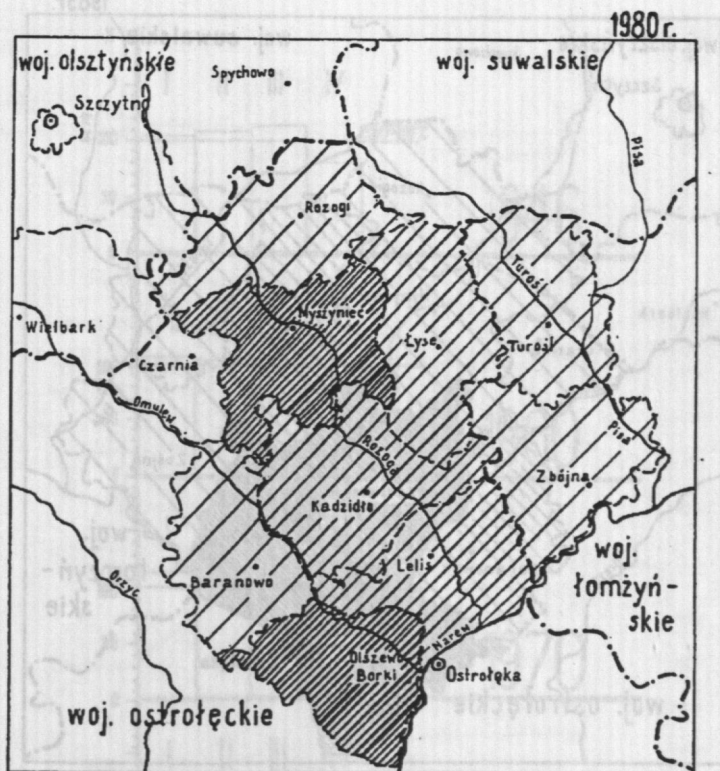 1980 r.
woj. olsztyńskie
woj. suwalskie
Spychowo
Szczytno
Pisa
Rozogi
Turośl
Wielbark
Myszyniec
Łyse
Turośl
Czarnia
Omulew
Rozoga
Pisa
Zbójna
Kadzidło
Lelis
Baranowo
Orzyc
woj.
łomżyń-
skie
Narew
Olszewo
Borki
Ostrołęka
woj. ostrołęckie